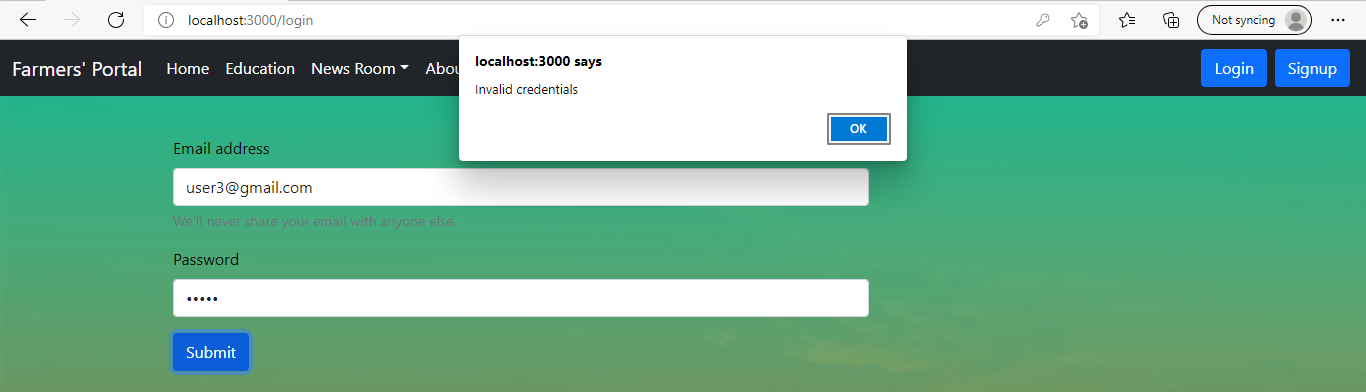 localhost:3000/login
Not syncing
localhost:3000 says
Invalid credentials
OK
Farmers' Portal Home Education News Room Abou Login Signup
Email address
user3@gmail.com
We'll never share your email with anyone else.
Password
•••••
Submit